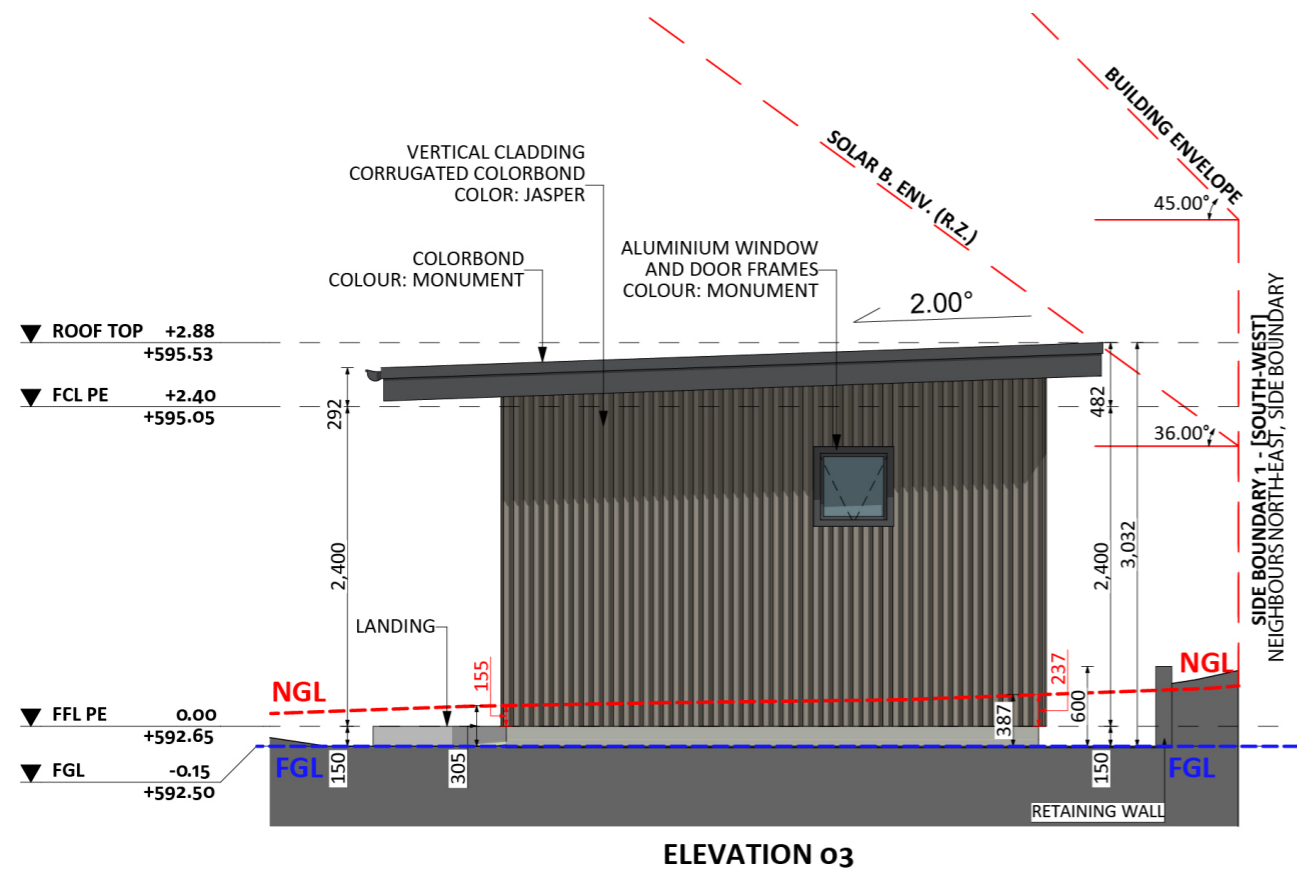 BUILDING ENVELOPE
45.00°
SOLAR B. ENV. (R.Z.)
36.00°
VERTICAL CLADDING
CORRUGATED COLORBOND
COLOR: JASPER
COLORBOND
COLOUR: MONUMENT
ALUMINIUM WINDOW
AND DOOR FRAMES
COLOUR: MONUMENT
2.00°
ROOF TOP +2.88
+595.53
FCL PE +2.40
+595.05
292
482
2,400
2,400
3,032
SIDE BOUNDARY 1 - [SOUTH-WEST]
NEIGHBOURS NORTH-EAST, SIDE BOUNDARY
LANDING
155
237
NGL
NGL
600
387
FFL PE 0.00
+592.65
FGL -0.15
+592.50
FGL
150
305
150
FGL
RETAINING WALL
ELEVATION 03